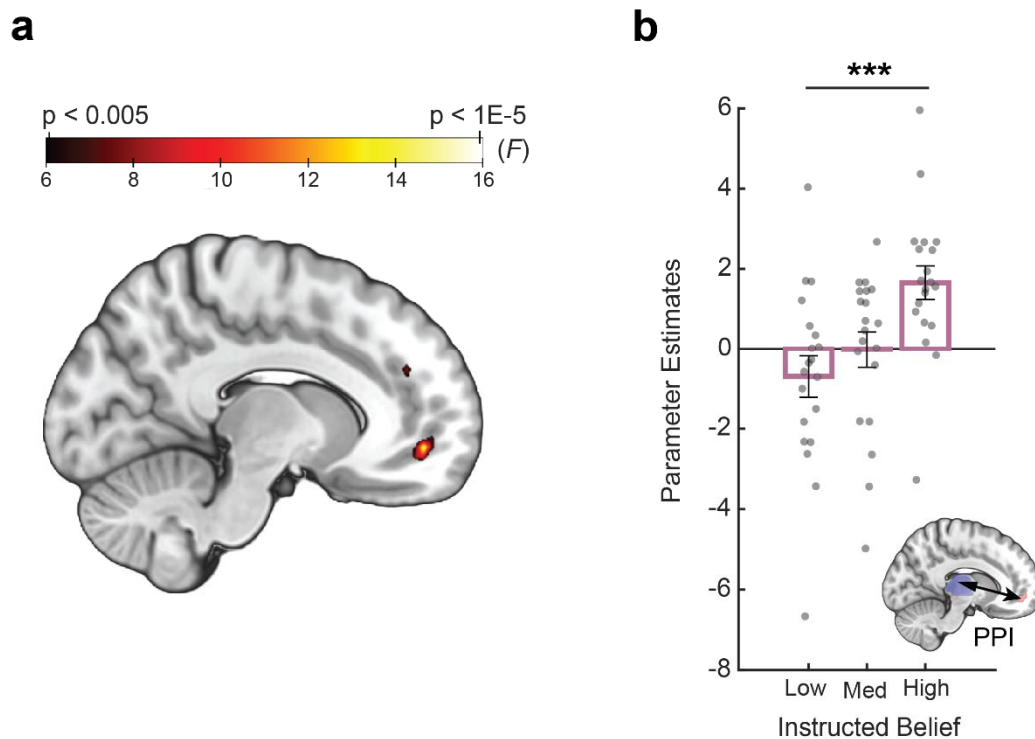 a
p < 0.005
p < 1E-5
(F)
6 8 10 12 14 16
b
***
6
4
2
0
-2
-4
-6
-8
Parameter Estimates
PPI
Low Med High
Instructed Belief